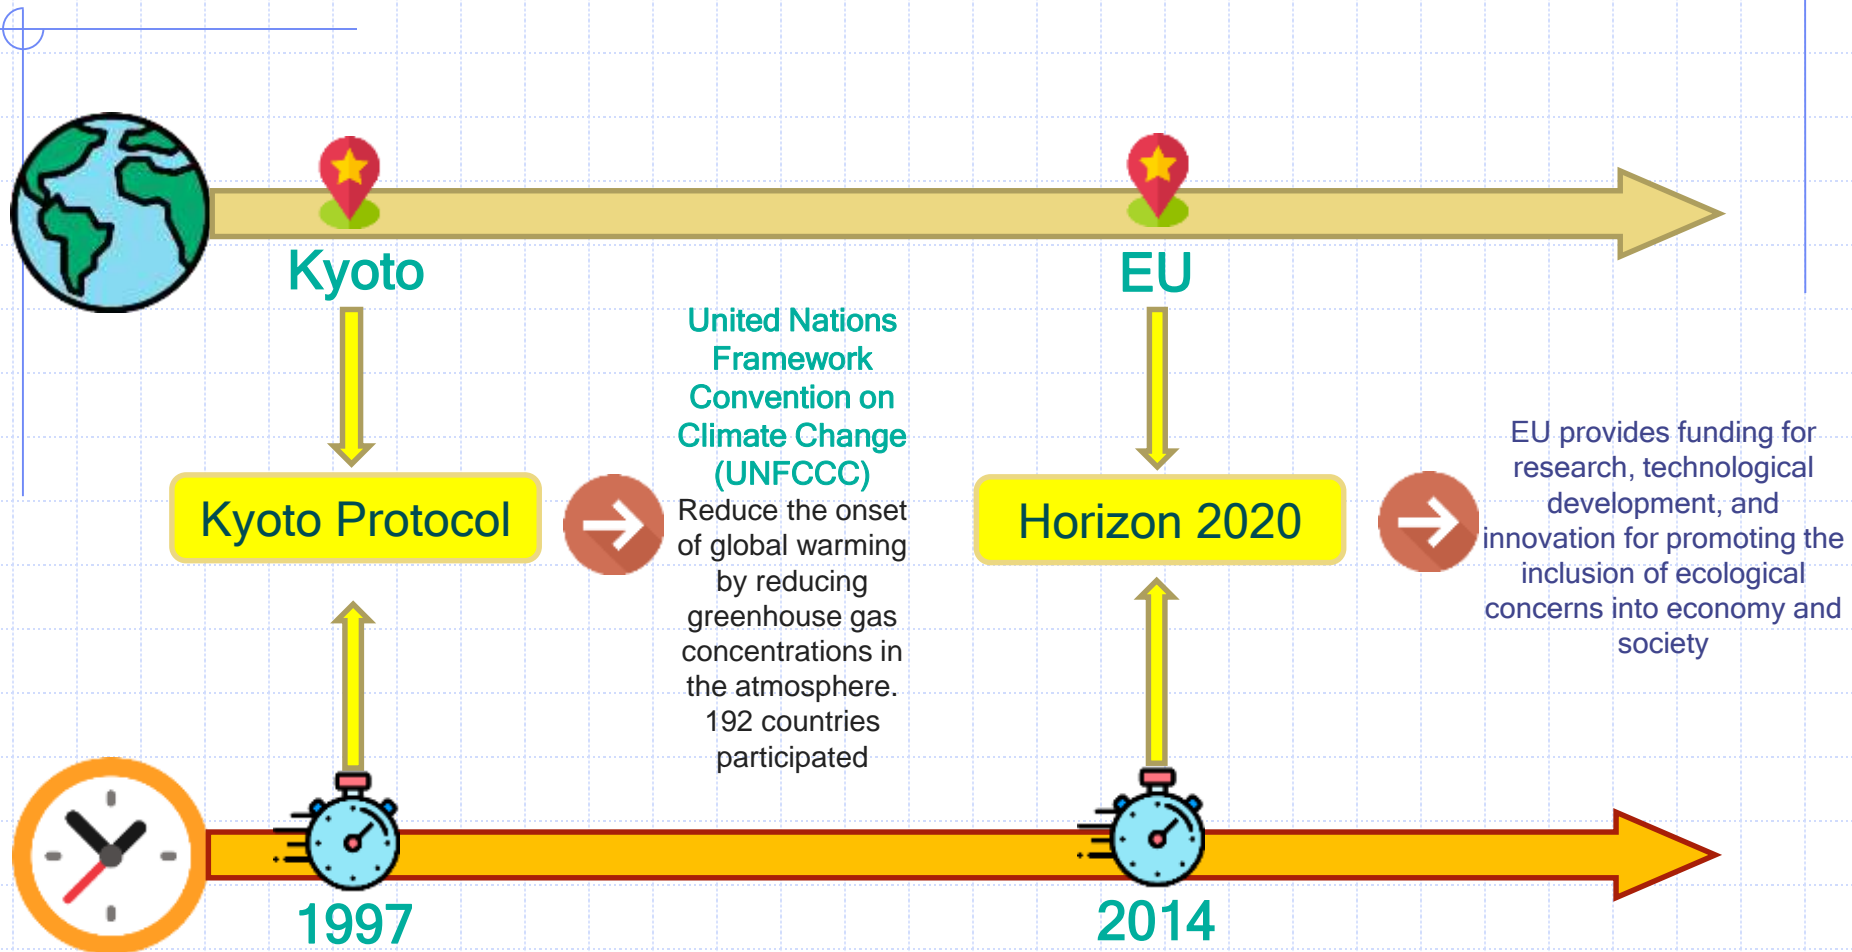 Kyoto
EU
United Nations
Framework
Convention on
Climate Change
(UNFCCC)
Reduce the onset
of global warming
by reducing
greenhouse gas
concentrations in
the atmosphere.
192 countries
participated
Kyoto Protocol
Horizon 2020
EU provides funding for
research, technological
development, and
innovation for promoting the
inclusion of ecological
concerns into economy and
society
1997
2014